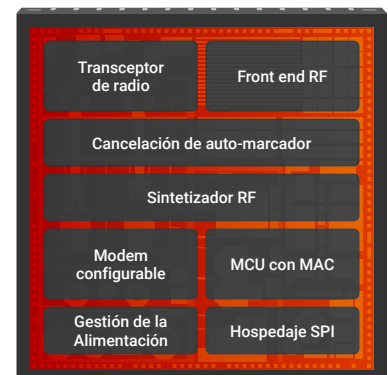 Transceptor
de radio
Front end RF
Cancelación de auto-marcador
Sintetizador RF
Modem
configurable
MCU con MAC
Gestión de la
Alimentación
Hospedaje SPI